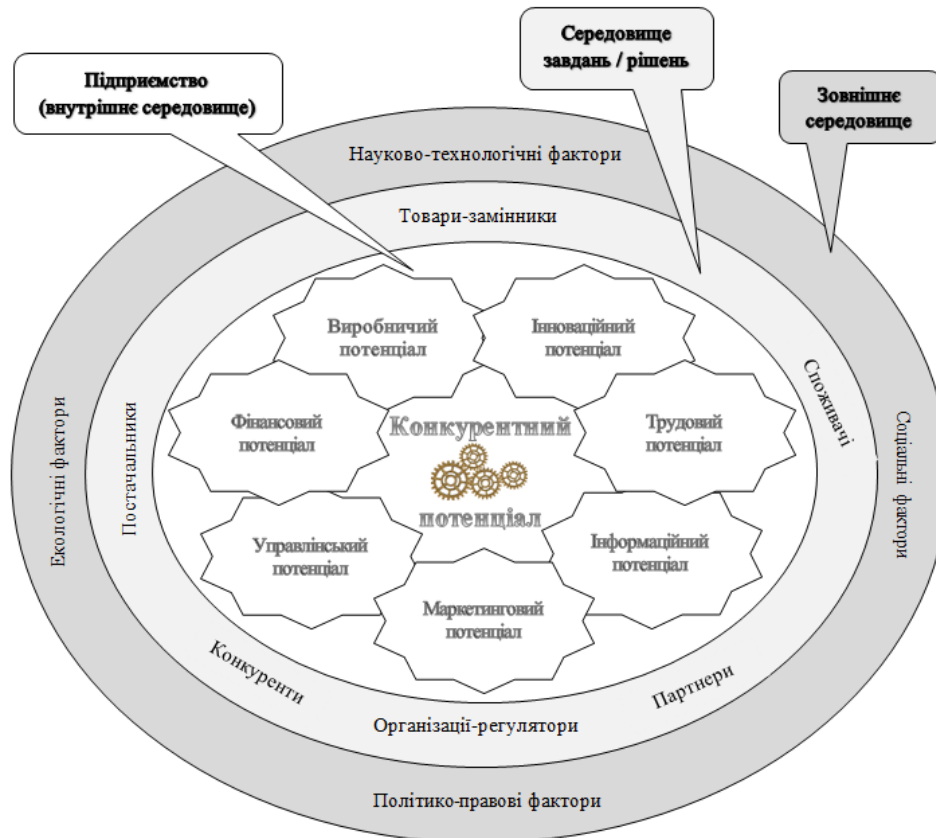 Середовище
завдань / рішень
Підприємство
(внутрішнє середовище)
Зовнішнє
середовище
Науково-технологічні фактори
Товари-замінники
Виробничий
потенціал
Інноваційний
потенціал
Фінансовий
потенціал
Конкурентний
потенціал
Трудовий
потенціал
Споживачі
Соціальні фактори
Екологічні фактори
Постачальники
Управлінський
потенціал
Інформаційний
потенціал
Маркетинговий
потенціал
Конкуренти
Партнери
Організації-регулятори
Політико-правові фактори